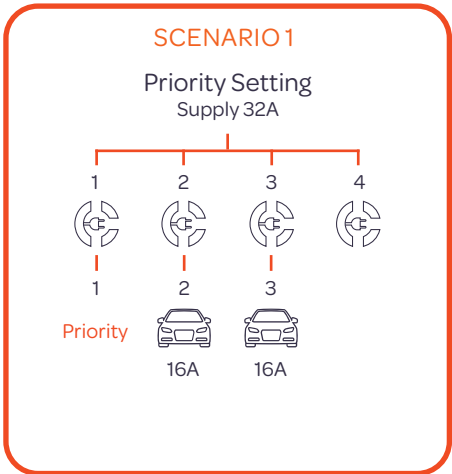 SCENARIO 1
Priority Setting
Supply 32A
1 2 3 4
1 2 3
Priority
16A 16A